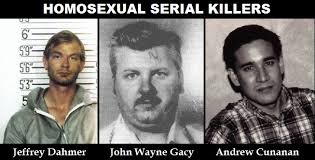 HOMOSEXUAL SERIAL KILLERS
Jeffrey Dahmer
John Wayne Gacy
Andrew Cunanan